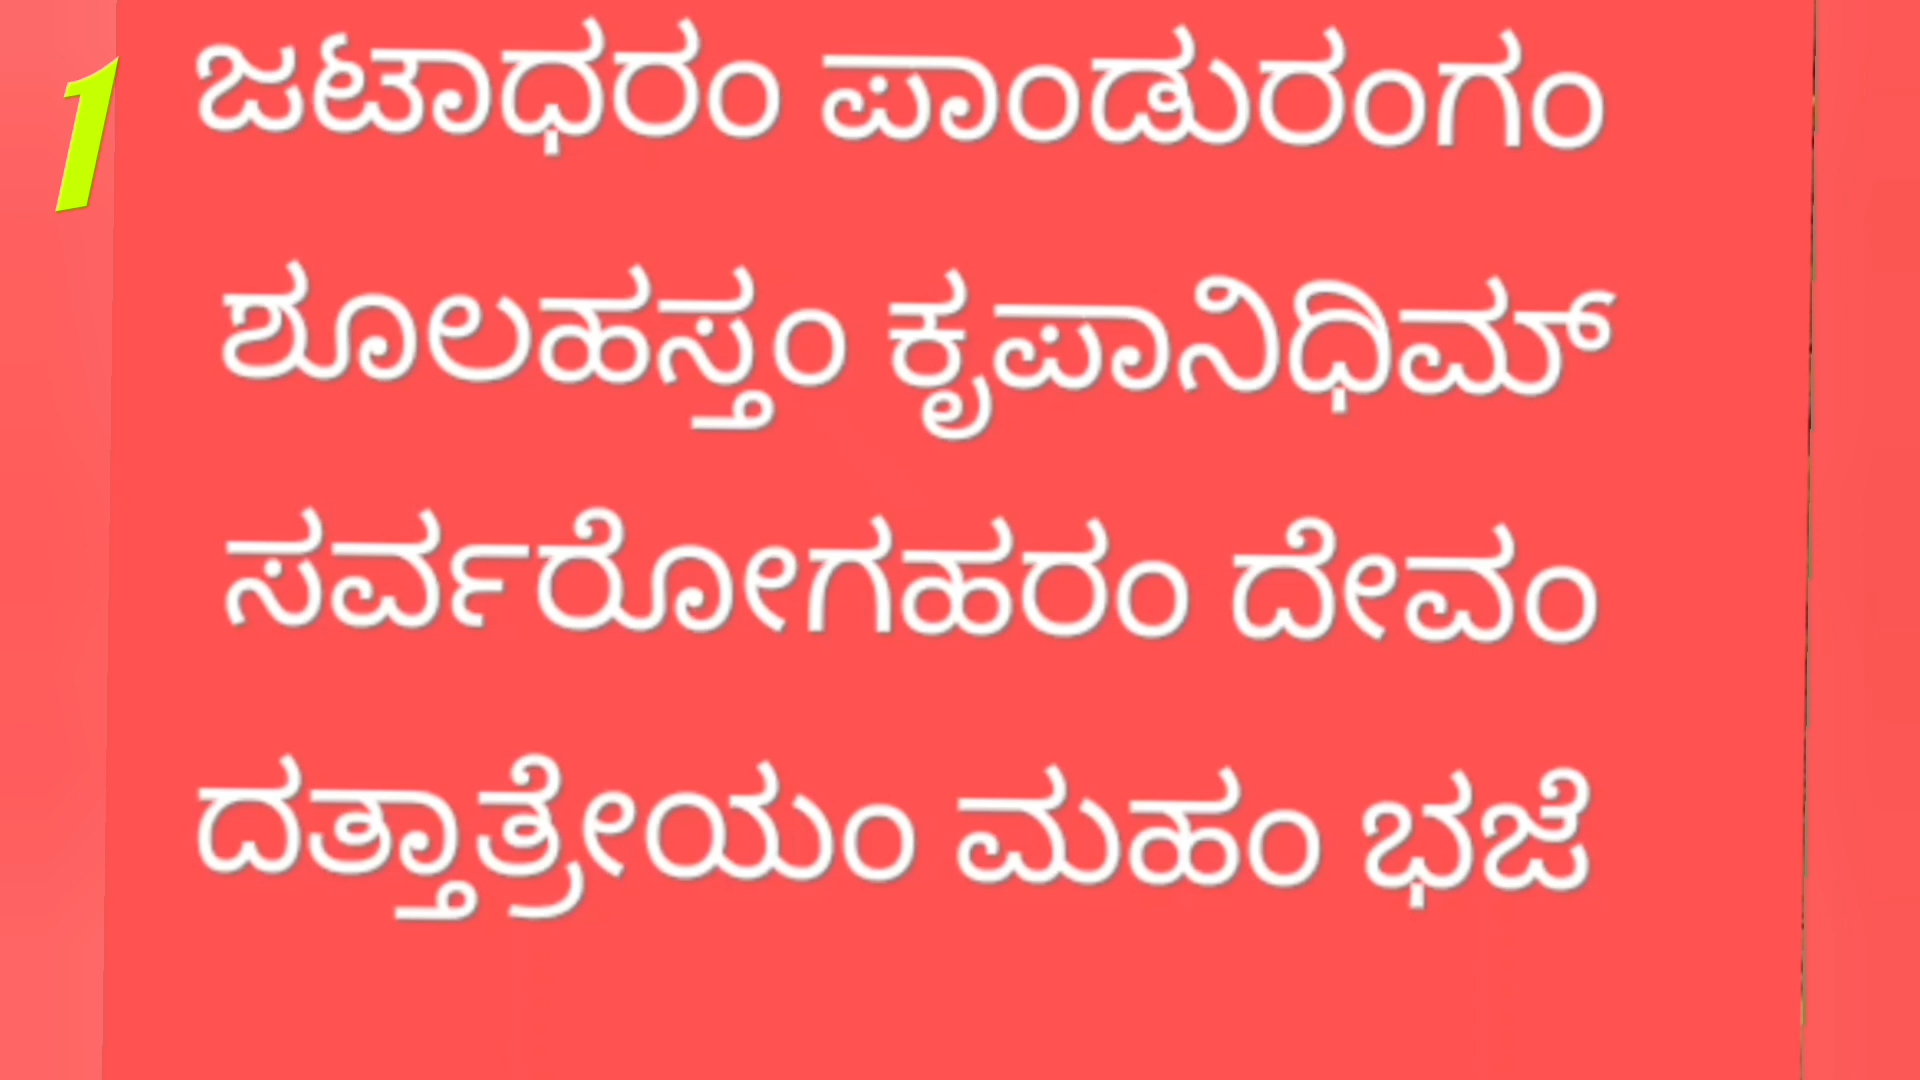 1
ಜಟಾಧರಂ ಪಾಂಡುರಂಗಂ
ಶೂಲಹಸ್ತಂ ಕೃಪಾನಿಧಿಮ್
ಸರ್ವರೋಗಹರಂ ದೇವಂ
ದತ್ತಾತ್ರೇಯಂ ಮಹಂ ಭಜೆ